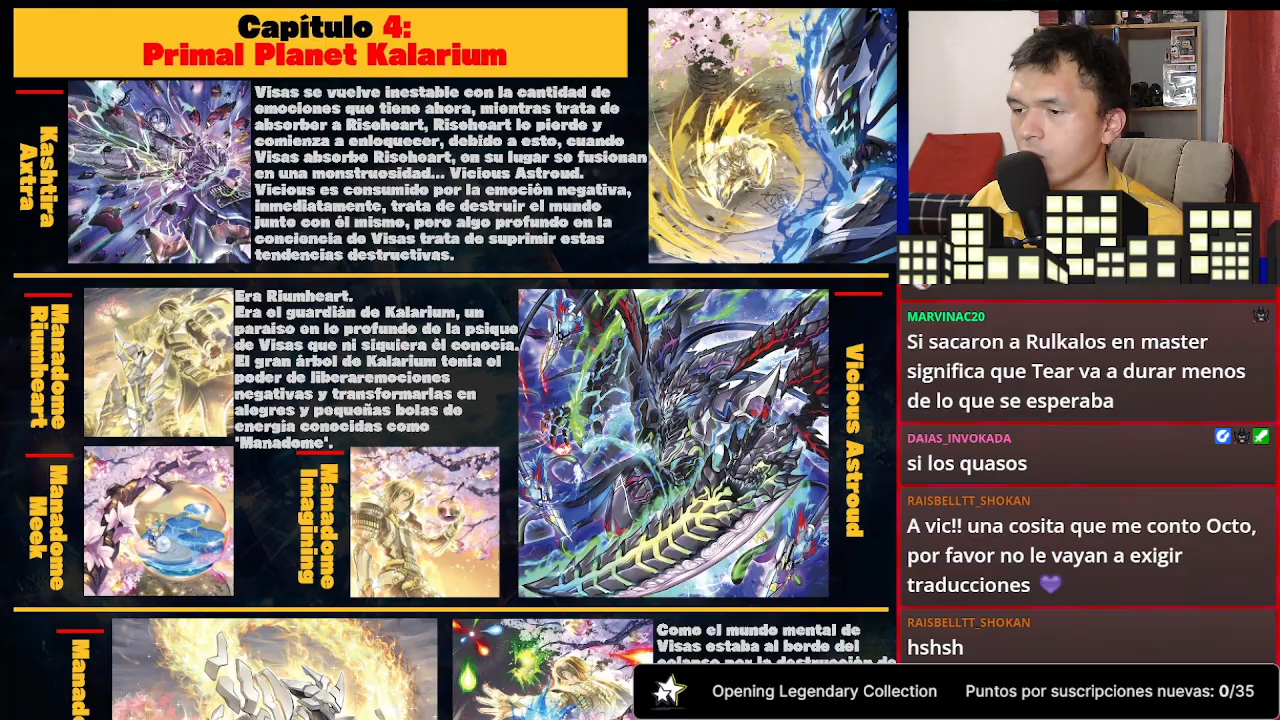 Capítulo 4:
Primal Planet Kalarium
Kashtira
Axtra
Visas se vuelve inestable con la cantidad de
emociones que tiene ahora, mientras trata de
absorber a Riseheart, Riseheart lo pierde y
comienza a enloquecer, debido a esto, cuando
Visas absorbe Riseheart, en su lugar se fusionan
en una monstruosidad... Vicious Astroud.
Vicious es consumido por la emoción negativa,
inmediatamente, trata de destruir el mundo
junto con él mismo, pero algo profundo en la
conciencia de Visas trata de suprimir estas
tendencias destructivas.
Manadome
Riumheart
Era Riumheart.
Era el guardián de Kalarium, un
paraiso en lo profundo de la psique
de Visas que ni siquiera él conocía.
El gran árbol de Kalarium tenía el
poder de liberaremociones
negativas y transformarlas en
alegres y pequeñas bolas de
energía conocidas como
'Manadome'.
Manadome
Meek
Manadome
Imagining
Vicious Astroud
Manado
Como el mundo mental de
Visas estaba al borde del
colapso por la destrucción de
MARVINAC20
Si sacaron a Rulkalos en master
significa que Tear va a durar menos
de lo que se esperaba
DAIAS_INVOKADA
si los quasos
RAISBELLTT_SHOKAN
A vic!! una cosita que me conto Octo,
por favor no le vayan a exigir
traducciones 💜
RAISBELLTT_SHOKAN
hshsh
Opening Legendary Collection
Puntos por suscripciones nuevas: 0/35